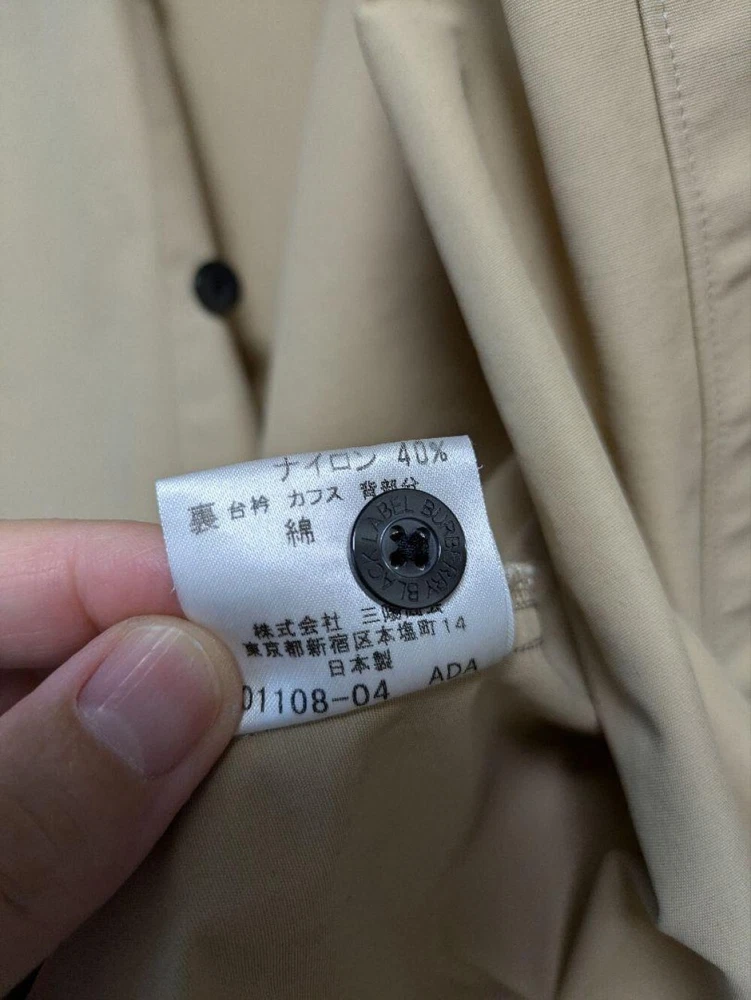 ナイロン 40%
裏 台衿 カフス 背部分
綿
BLACK LABEL BURBERRY
株式会社 三陽商会
東京都新宿区本塩町14
日本製
01108-04 ADA